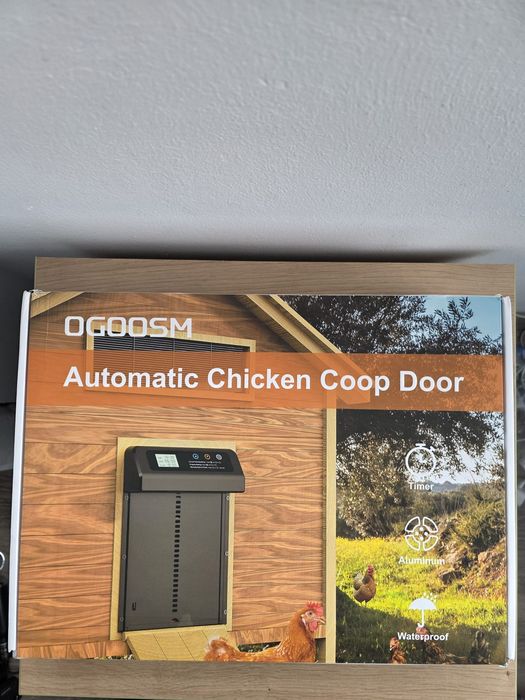 OGOOSM
Automatic Chicken Coop Door
Timer
Aluminum
Waterproof